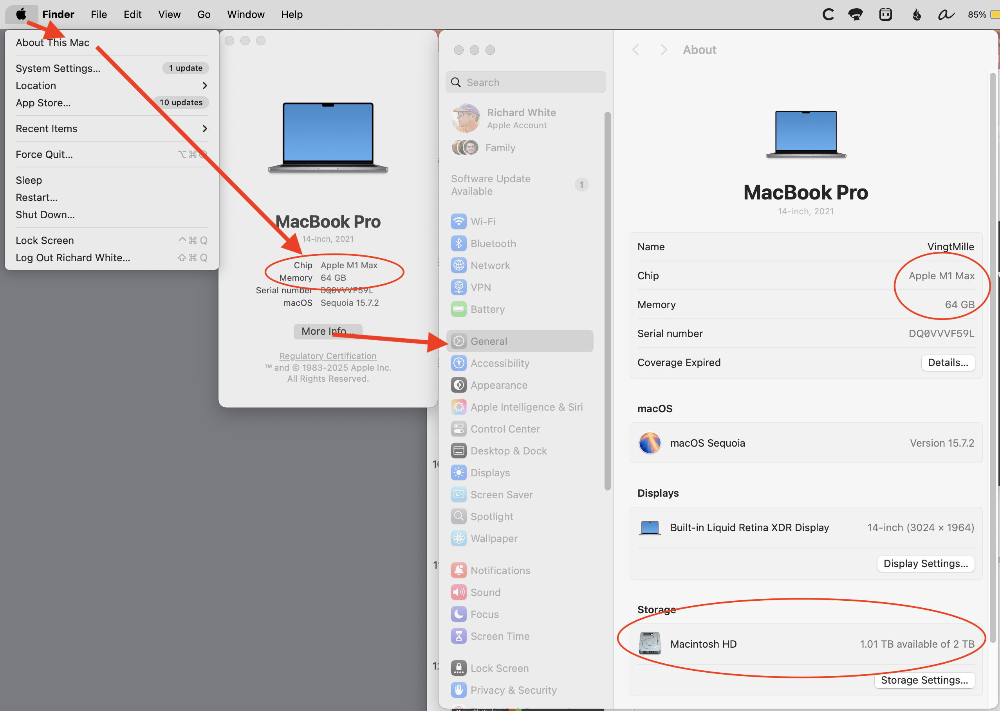 Finder File Edit View Go Window Help 85%
About This Mac
System Settings... 1 update
Location
App Store... 10 updates
Recent Items
Force Quit... ⌥⌘
Sleep
Restart...
Shut Down...
Lock Screen ^⌘Q
Log Out Richard White... ⇧⌘Q
MacBook Pro
14-inch, 2021
Chip Apple M1 Max
Memory 64 GB
Serial number DQ0VVVF59L
macOS Sequoia 15.7.2
More Info...
Regulatory Certification
™ and © 1983-2025 Apple Inc.
All Rights Reserved.
Search
Richard White
Apple Account
Family
Software Update
Available
1
Wi-Fi
Bluetooth
Network
VPN
Battery
General
Accessibility
Appearance
Apple Intelligence & Siri
Control Center
Desktop & Dock
Displays
Screen Saver
Spotlight
Wallpaper
Notifications
Sound
Focus
Screen Time
Lock Screen
Privacy & Security
About
MacBook Pro
14-inch, 2021
Name VingtMille
Chip Apple M1 Max
Memory 64 GB
Serial number DQ0VVVF59L
Coverage Expired Details...
macOS
macOS Sequoia Version 15.7.2
Displays
Built-in Liquid Retina XDR Display 14-inch (3024 × 1964)
Display Settings...
Storage
Macintosh HD 1.01 TB available of 2 TB
Storage Settings...